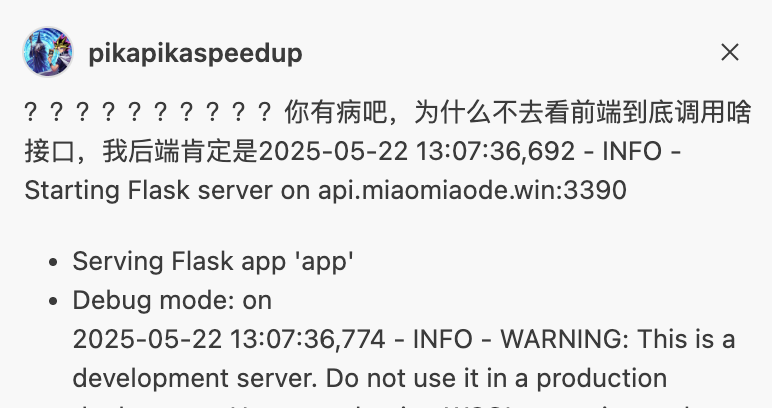 pikapikaspeedup
？？？？？？？？？？你有病吧，为什么不去看前端到底调用啥
接口，我后端肯定是2025-05-22 13:07:36,692 - INFO -
Starting Flask server on api.miaomiaode.win:3390
• Serving Flask app 'app'
• Debug mode: on
2025-05-22 13:07:36,774 - INFO - WARNING: This is a
development server. Do not use it in a production